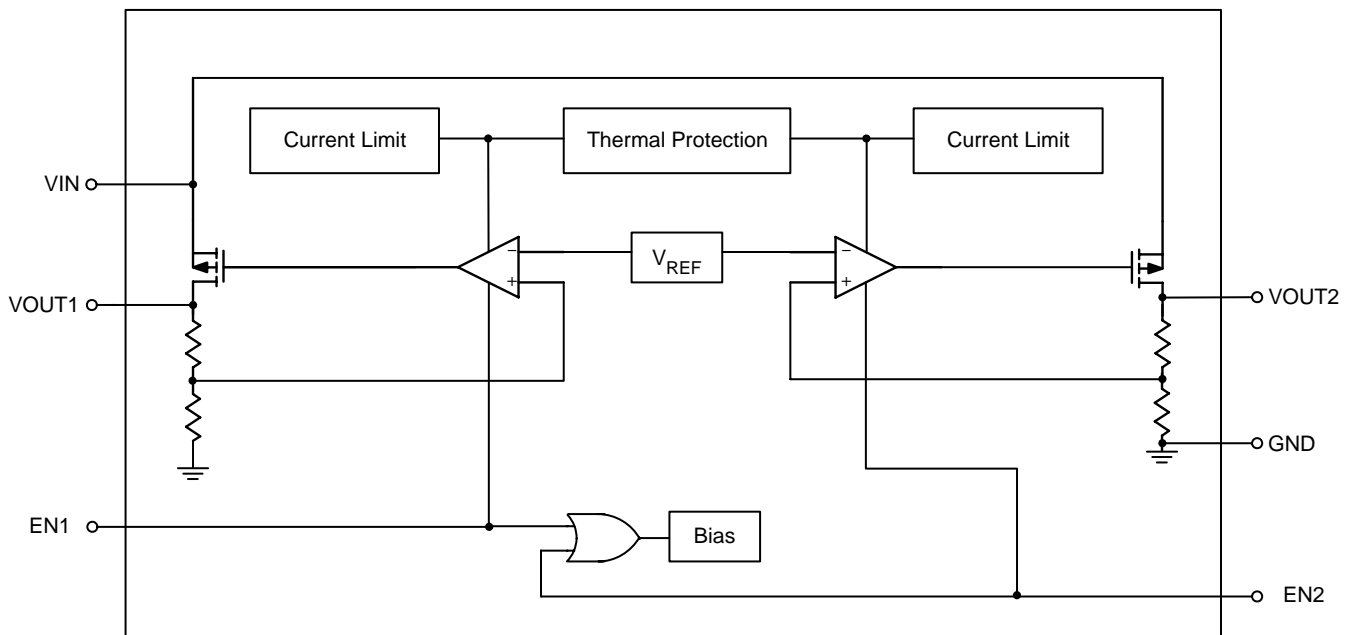 Current Limit
Thermal Protection
Current Limit
VIN
− VREF −
VOUT1
+ +
VOUT2
GND
EN1
Bias
EN2